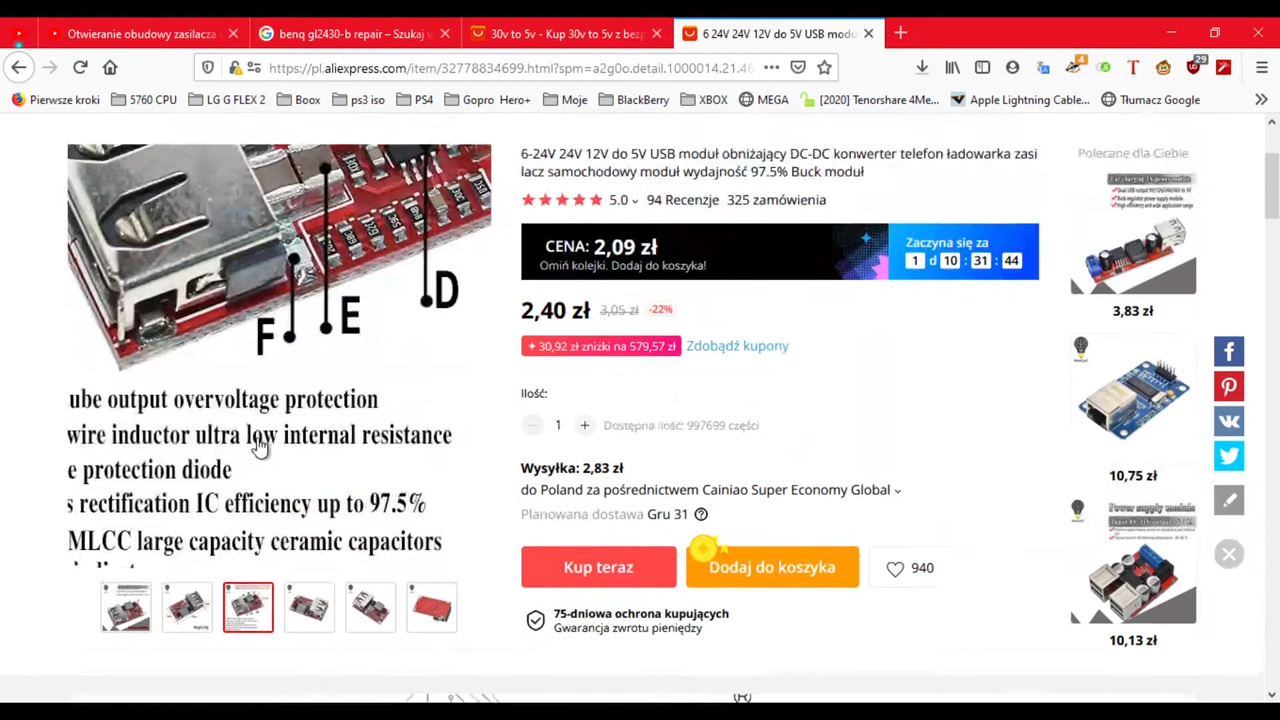 Otwieranie obudowy zasilacza
benq gl2430-b repair – Szukaj w
30v to 5v - Kup 30v to 5v z bezp
6 24V 24V 12V do 5V USB modu
https://pl.aliexpress.com/item/32778834699.html?spm=a2g0o.detail.1000014.21.46
4
29
Pierwsze kroki
5760 CPU
LG G FLEX 2
Boox
ps3 iso
PS4
Gopro Hero+
Moje
BlackBerry
XBOX
MEGA
[2020] Tenorshare 4Me...
Apple Lightning Cable...
Tłumacz Google
F
E
D
ube output overvoltage protection
wire inductor ultra low internal resistance
e protection diode
s rectification IC efficiency up to 97.5%
MLCC large capacity ceramic capacitors
6-24V 24V 12V do 5V USB moduł obniżający DC-DC konwerter telefon ładowarka zasi
lacz samochodowy moduł wydajność 97.5% Buck moduł
5.0 94 Recenzje 325 zamówienia
CENA: 2,09 zł
Omiń kolejki. Dodaj do koszyka!
Zaczyna się za
1 d 10 : 31 : 44
2,40 zł 3,05 zł -22%
30,92 zł zniżki na 579,57 zł Zdobądź kupony
Ilość:
1 Dostępna ilość: 997699 części
Wysyłka: 2,83 zł
do Poland za pośrednictwem Cainiao Super Economy Global
Planowana dostawa Gru 31
Kup teraz
Dodaj do koszyka
940
75-dniowa ochrona kupujących
Gwarancja zwrotu pieniędzy
Polecane dla Ciebie
3,83 zł
10,75 zł
Power supply module
10,13 zł